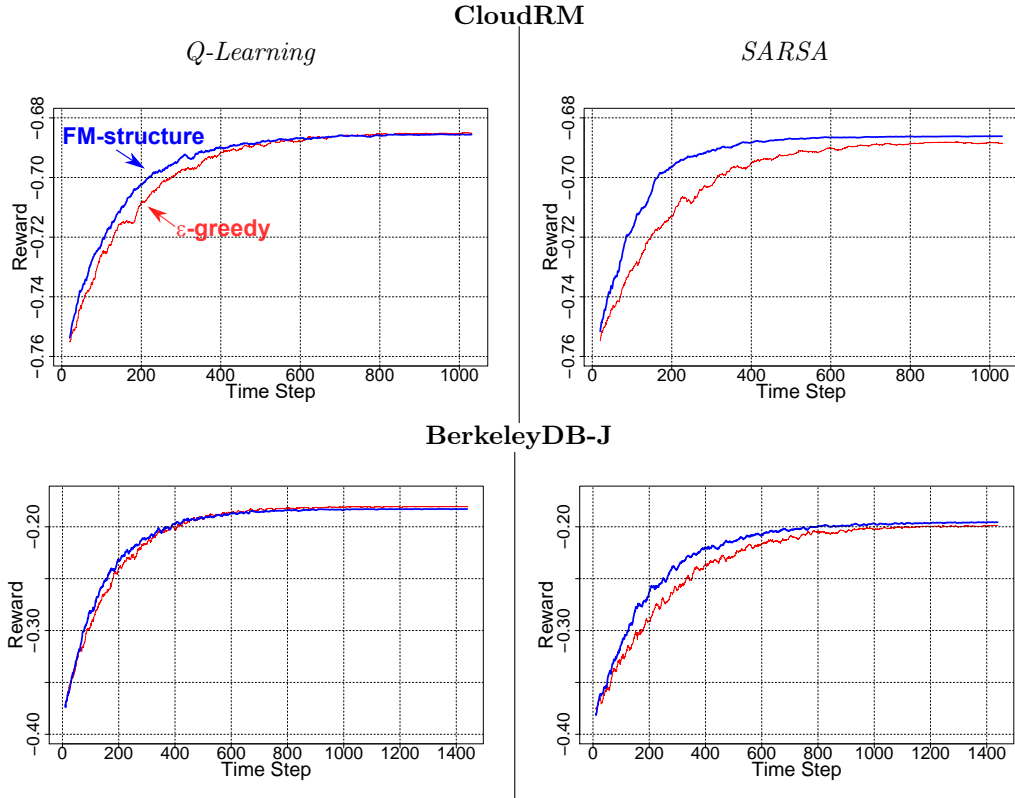 CloudRM
Q-Learning
SARSA
−0.68
−0.70
−0.72
−0.74
−0.76
Reward
FM-structure
ε-greedy
0 200 400 600 800 1000
Time Step
−0.68
−0.70
−0.72
−0.74
−0.76
Reward
0 200 400 600 800 1000
Time Step
BerkeleyDB-J
−0.20
−0.30
−0.40
Reward
0 200 400 600 800 1000 1200 1400
Time Step
−0.20
−0.30
−0.40
Reward
0 200 400 600 800 1000 1200 1400
Time Step